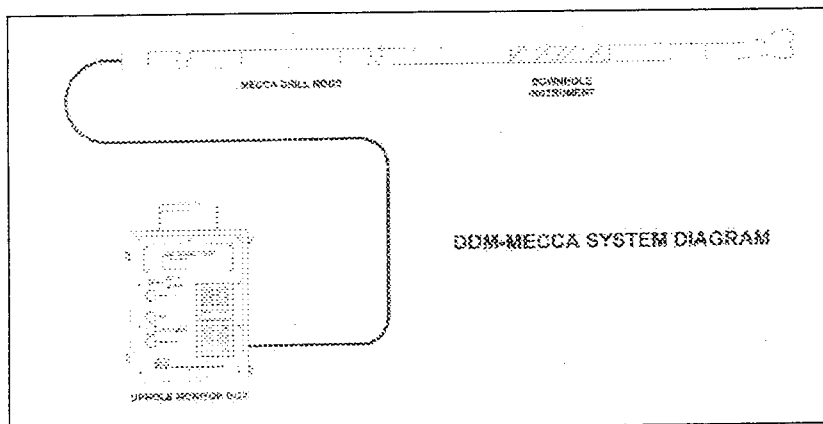 MECCA DRILL RODS
DOWNHOLE
INSTRUMENT
DDM-MECCA SYSTEM DIAGRAM
UPHOLE MONITOR BOX